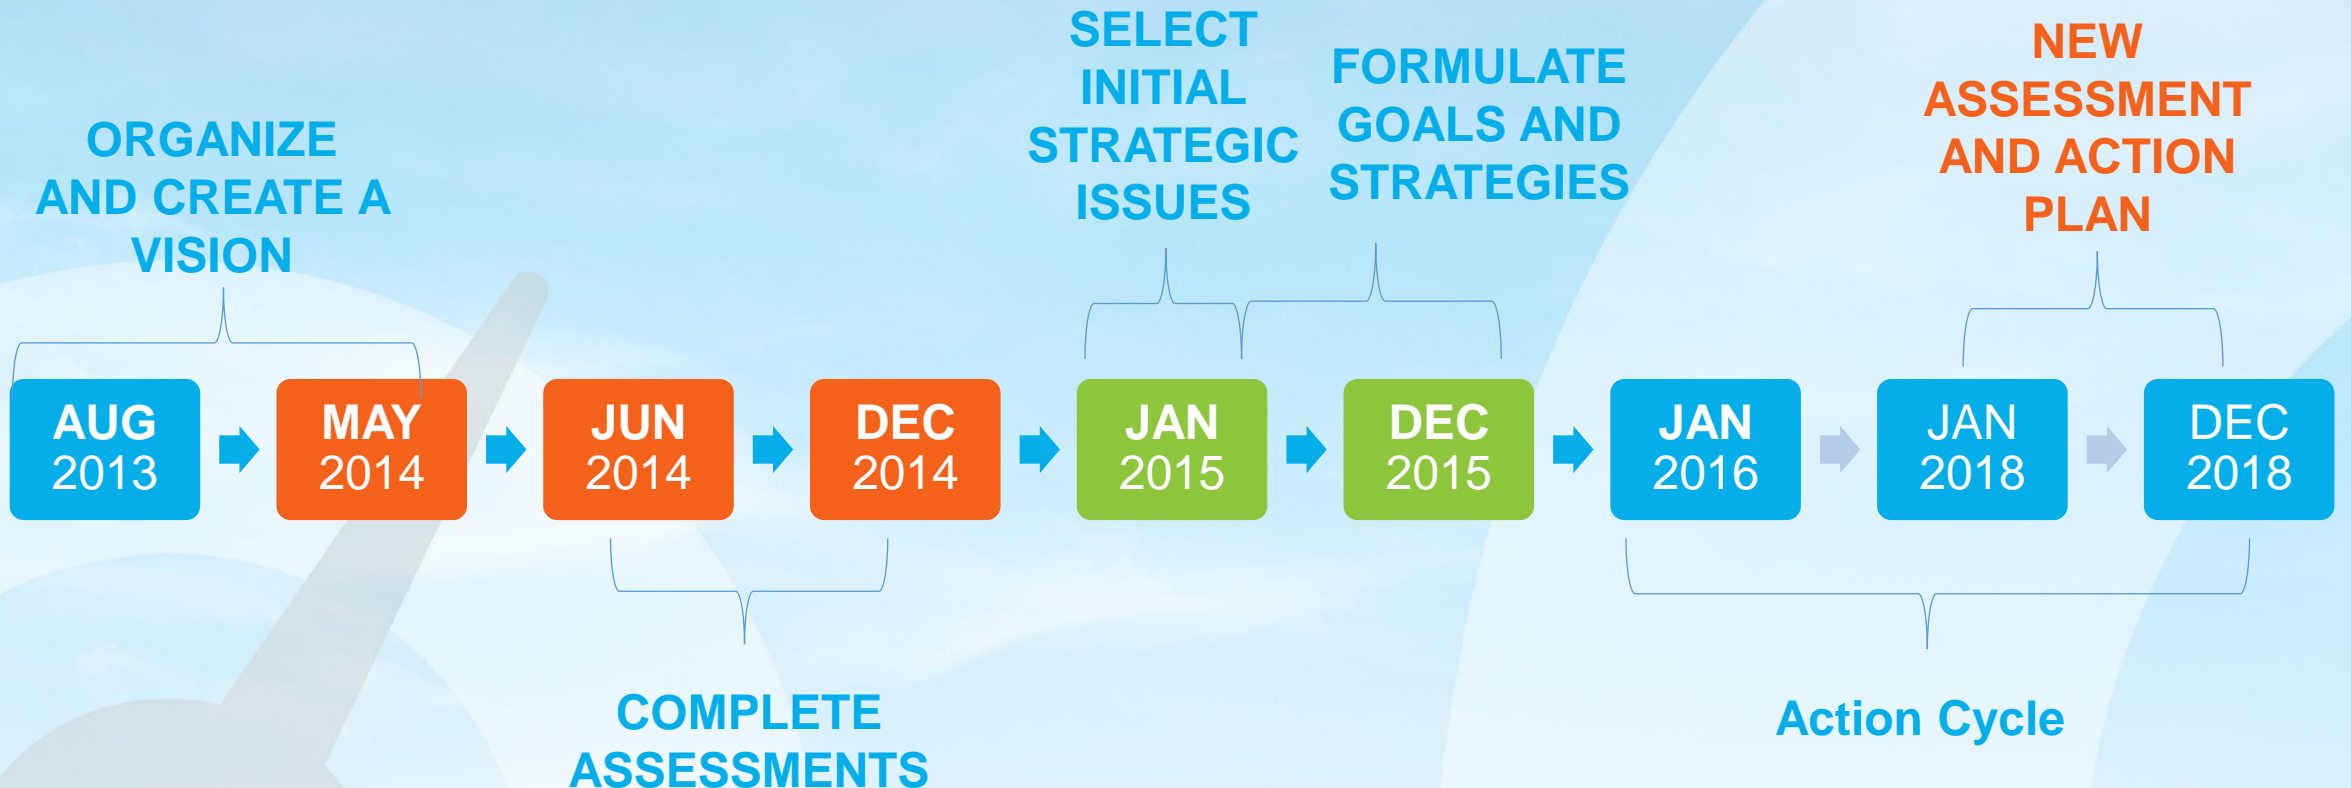 ORGANIZE
AND CREATE A
VISION
SELECT
INITIAL
STRATEGIC
ISSUES
FORMULATE
GOALS AND
STRATEGIES
NEW
ASSESSMENT
AND ACTION
PLAN
AUG
2013
MAY
2014
JUN
2014
DEC
2014
JAN
2015
DEC
2015
JAN
2016
JAN
2018
DEC
2018
COMPLETE
ASSESSMENTS
Action Cycle